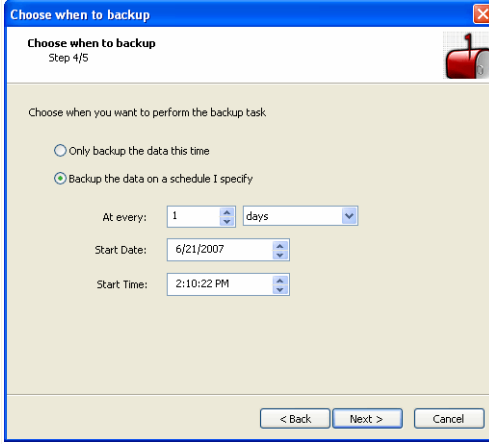 Choose when to backup
Choose when to backup
Step 4/5
Choose when you want to perform the backup task
Only backup the data this time
Backup the data on a schedule I specify
At every: 1 days
Start Date: 6/21/2007
Start Time: 2:10:22 PM
< Back Next > Cancel